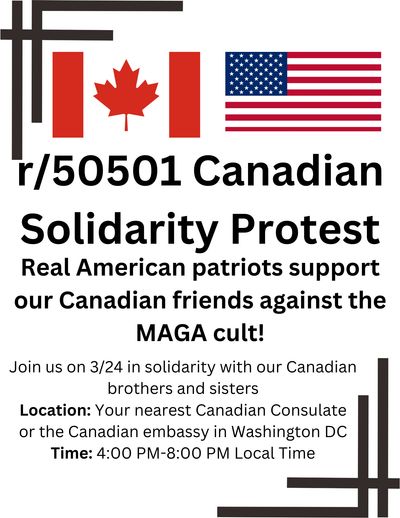 r/50501 Canadian
Solidarity Protest
Real American patriots support
our Canadian friends against the
MAGA cult!
Join us on 3/24 in solidarity with our Canadian
brothers and sisters
Location: Your nearest Canadian Consulate
or the Canadian embassy in Washington DC
Time: 4:00 PM-8:00 PM Local Time